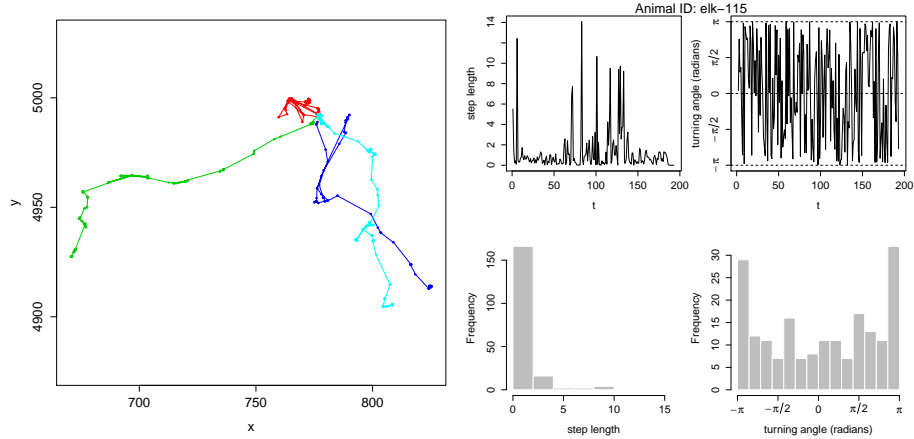 Animal ID: elk−115
y
5000
4950
4900
700
750
800
x
step length
14
10
8
6
4
2
0
0
50
100
150
200
t
turning angle (radians)
π
π/2
0
−π/2
−π
0
50
100
150
200
t
Frequency
150
100
50
0
0
5
10
15
step length
Frequency
30
25
20
15
10
5
0
−π
−π/2
0
π/2
π
turning angle (radians)